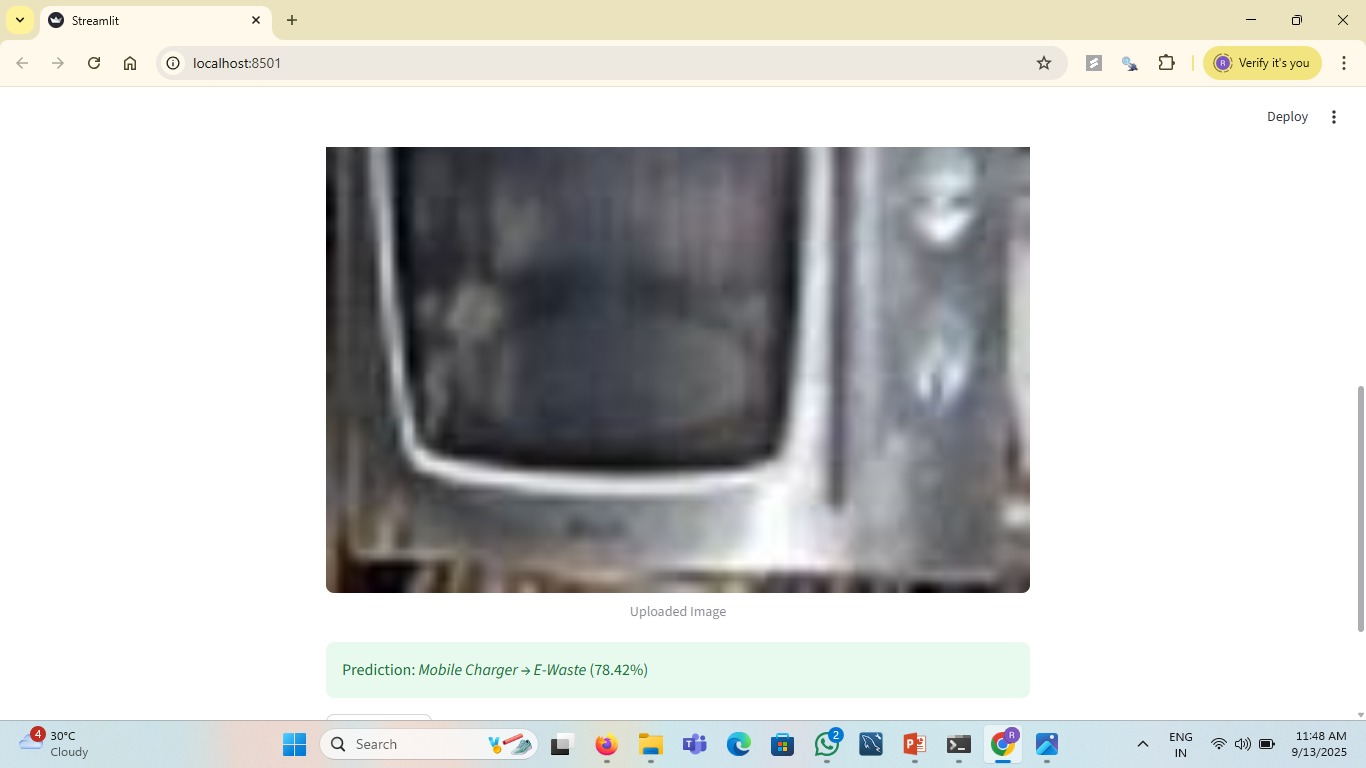 Streamlit
localhost:8501
Verify it's you
Deploy
Uploaded Image
Prediction: Mobile Charger → E-Waste (78.42%)
4
30°C
Cloudy
Search
2
R
ENG
IN
11:48 AM
9/13/2025